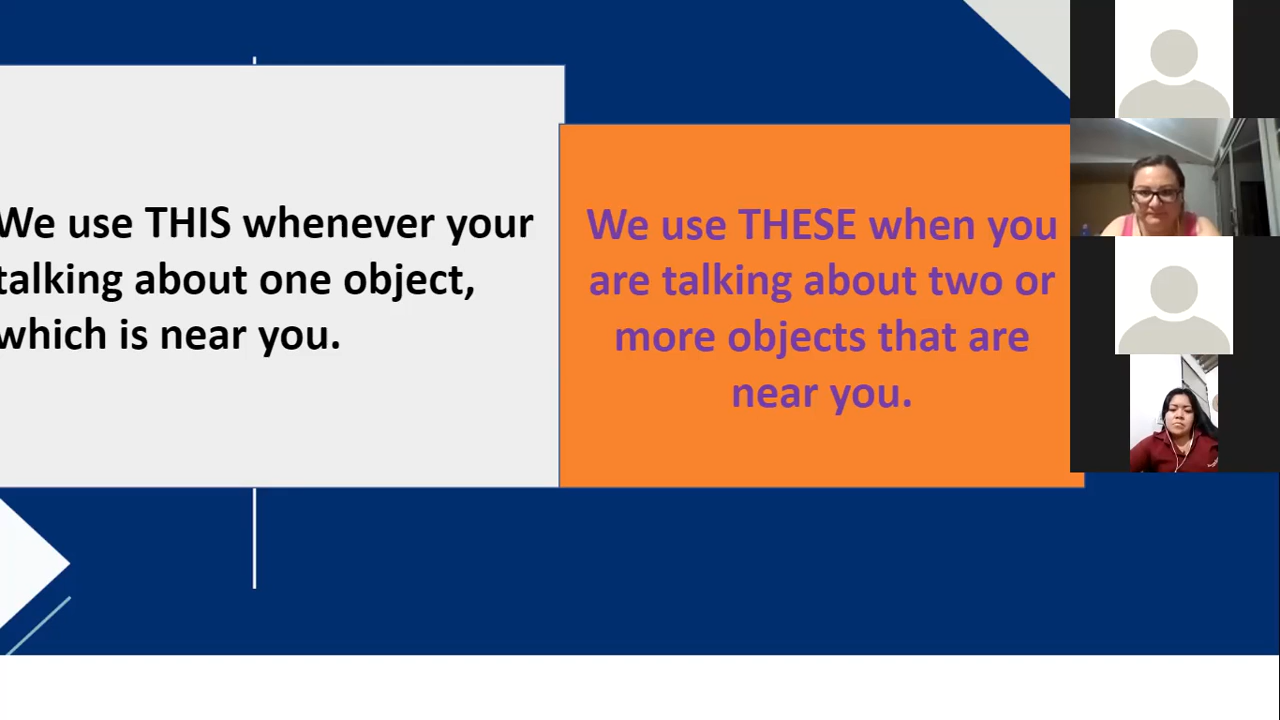 We use THIS whenever your
talking about one object,
which is near you.
We use THESE when you
are talking about two or
more objects that are
near you.